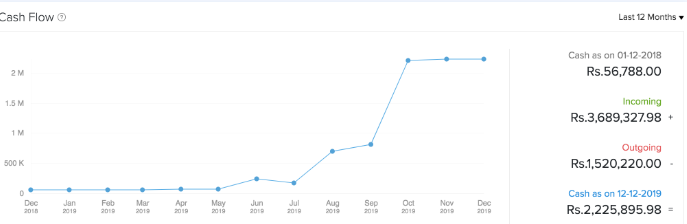 Cash Flow ?
Last 12 Months ▾
2 M
1.5 M
1 M
500 K
0
Dec 2018
Jan 2019
Feb 2019
Mar 2019
Apr 2019
May 2019
Jun 2019
Jul 2019
Aug 2019
Sep 2019
Oct 2019
Nov 2019
Dec 2019
Cash as on 01-12-2018
Rs.56,788.00
Incoming
Rs.3,689,327.98 +
Outgoing
Rs.1,520,220.00 -
Cash as on 12-12-2019
Rs.2,225,895.98 =